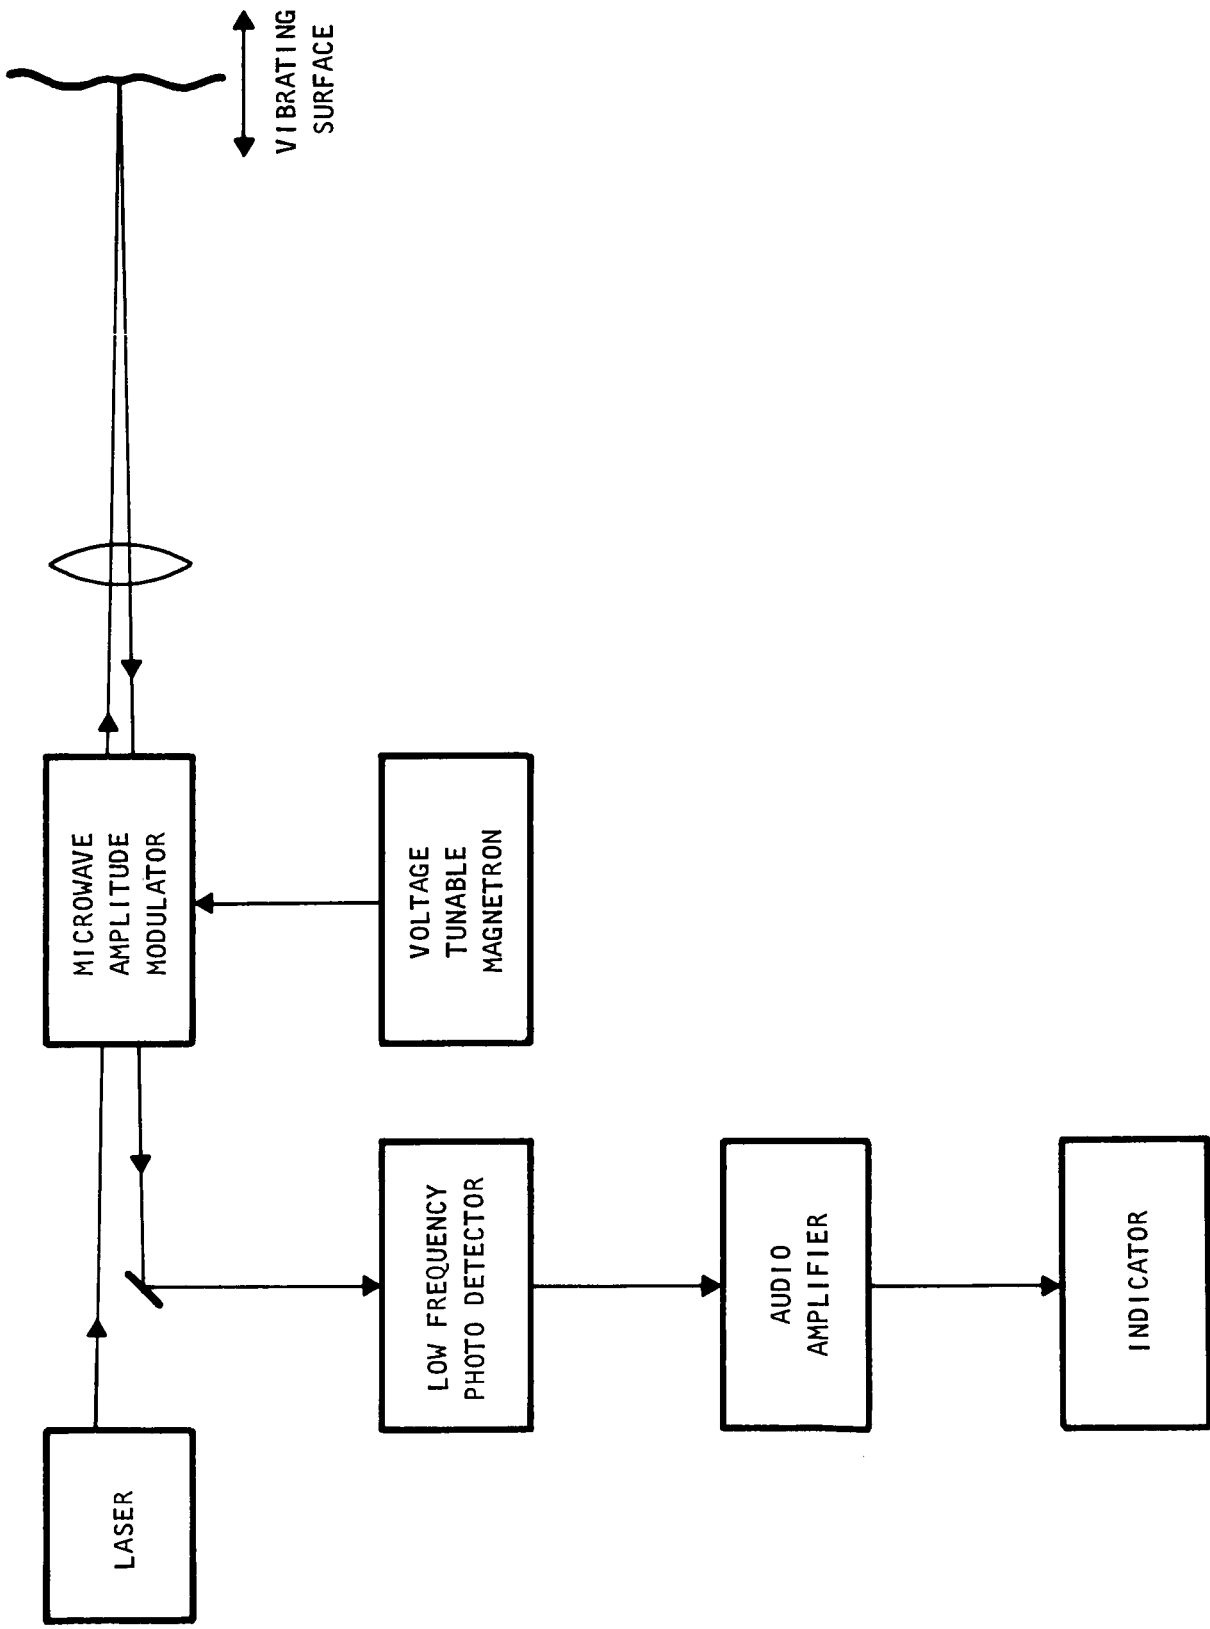 LASER
MICROWAVE
AMPLITUDE
MODULATOR
VIBRATING
SURFACE
LOW FREQUENCY
PHOTO DETECTOR
VOLTAGE
TUNABLE
MAGNETRON
AUDIO
AMPLIFIER
INDICATOR